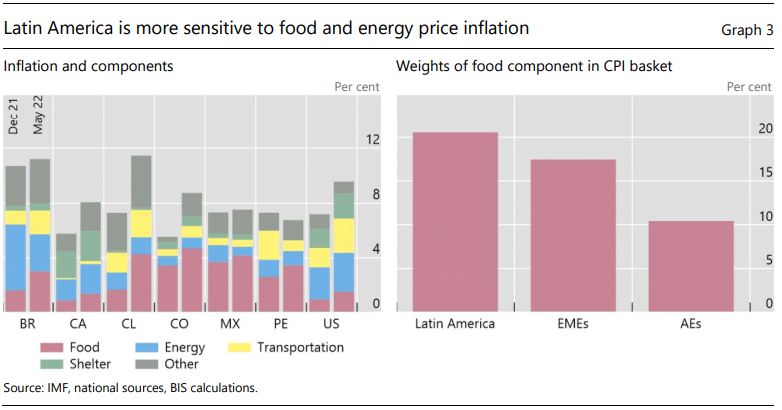 Latin America is more sensitive to food and energy price inflation
Graph 3
Inflation and components
Weights of food component in CPI basket
Per cent
Per cent
Dec 21
May 22
12
8
4
0
20
15
10
5
0
BR
CA
CL
CO
MX
PE
US
Latin America
EMEs
AEs
Food
Energy
Transportation
Shelter
Other
Source: IMF, national sources, BIS calculations.